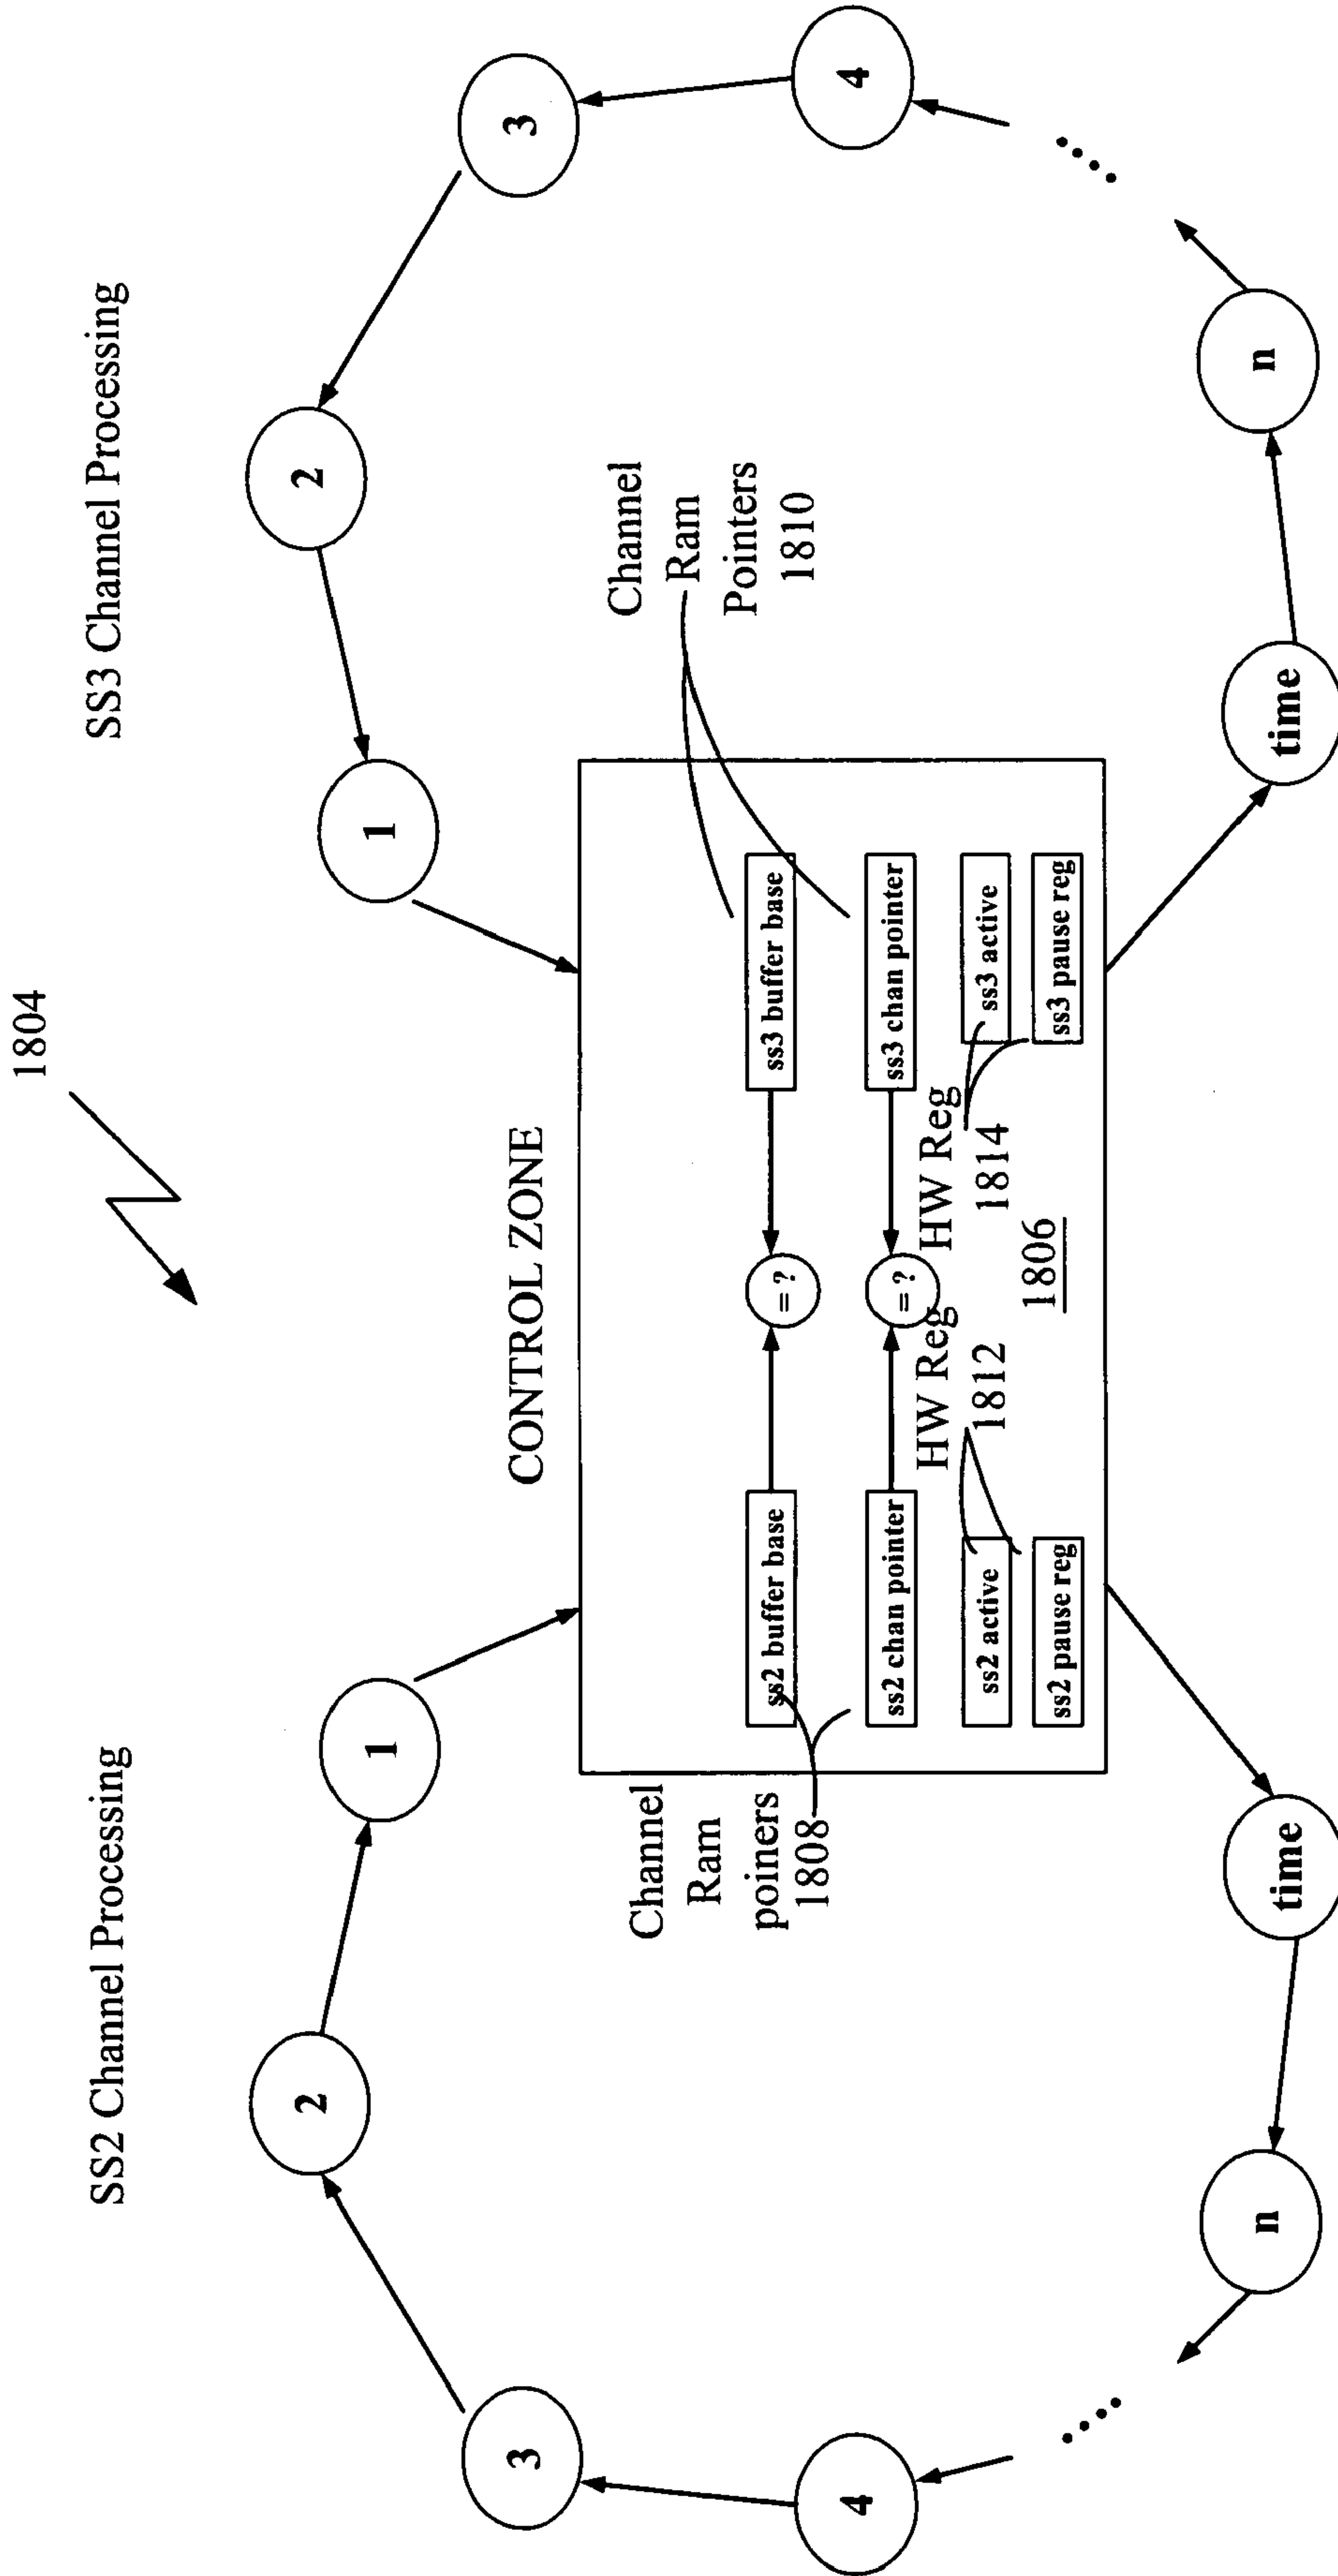 1804
SS2 Channel Processing
SS3 Channel Processing
2
2
1
1
3
3
4
4
CONTROL ZONE
Channel
Ram
poiners
1808
Channel
Ram
Pointers
1810
ss2 buffer base
= ?
ss3 buffer base
ss2 chan pointer
= ?
ss3 chan pointer
HW Reg
1812
HW Reg
1814
ss2 active
ss3 active
ss2 pause reg
1806
ss3 pause reg
....
....
n
time
time
n